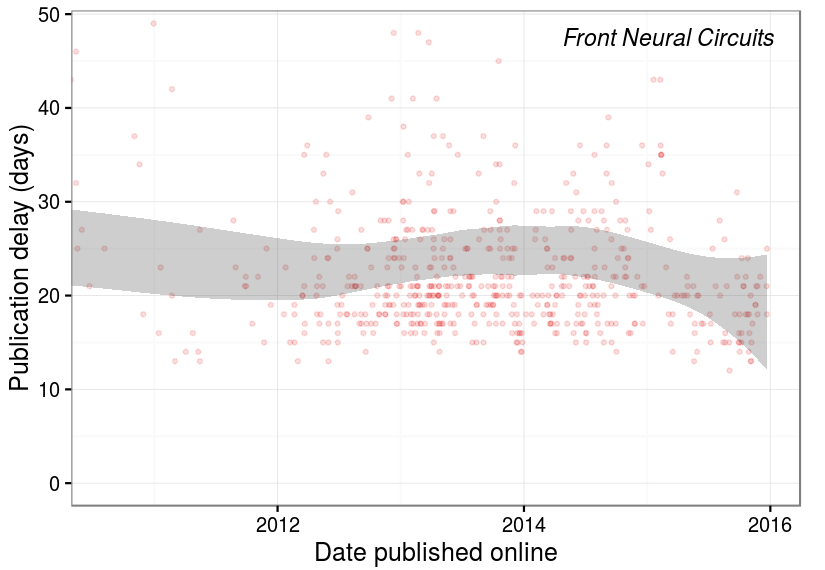 Front Neural Circuits
Publication delay (days)
50
40
30
20
10
0
2012 2014 2016
Date published online